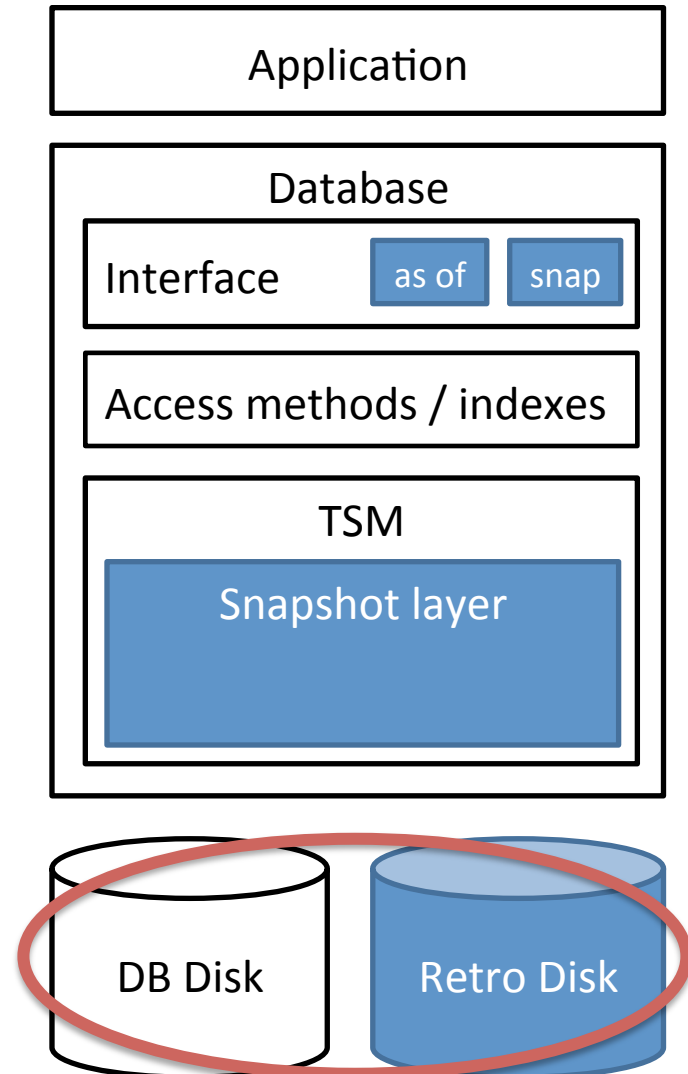 Application
Database
Interface as of snap
Access methods / indexes
TSM
Snapshot layer
DB Disk Retro Disk